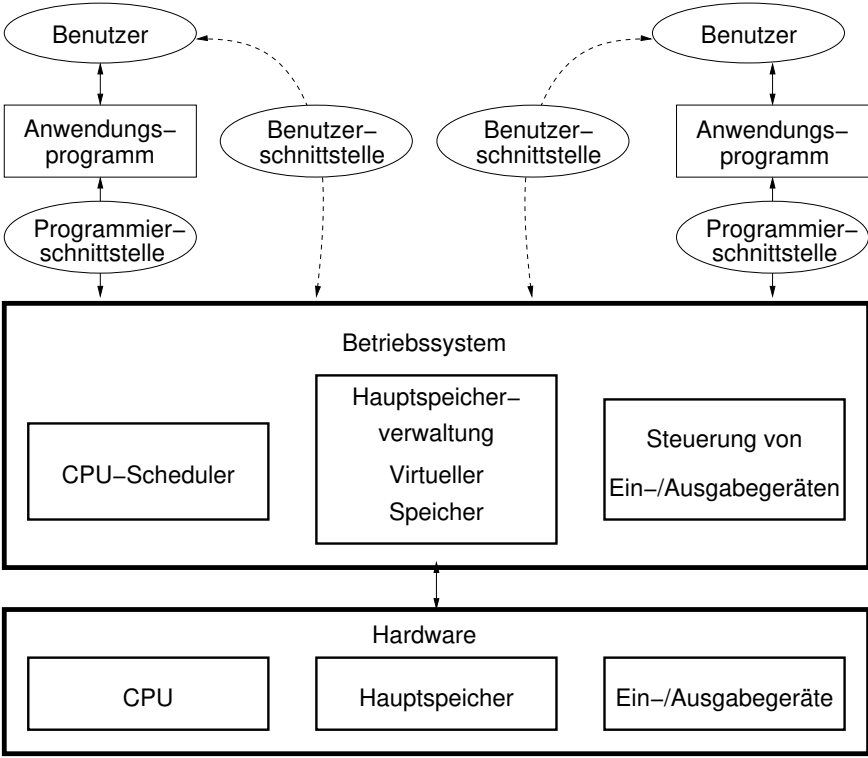 Benutzer
Benutzer
Anwendungs−
programm
Benutzer−
schnittstelle
Benutzer−
schnittstelle
Anwendungs−
programm
Programmier−
schnittstelle
Programmier−
schnittstelle
Betriebssystem
CPU−Scheduler
Hauptspeicher−
verwaltung
Virtueller
Speicher
Steuerung von
Ein−/Ausgabegeräten
Hardware
CPU
Hauptspeicher
Ein−/Ausgabegeräte